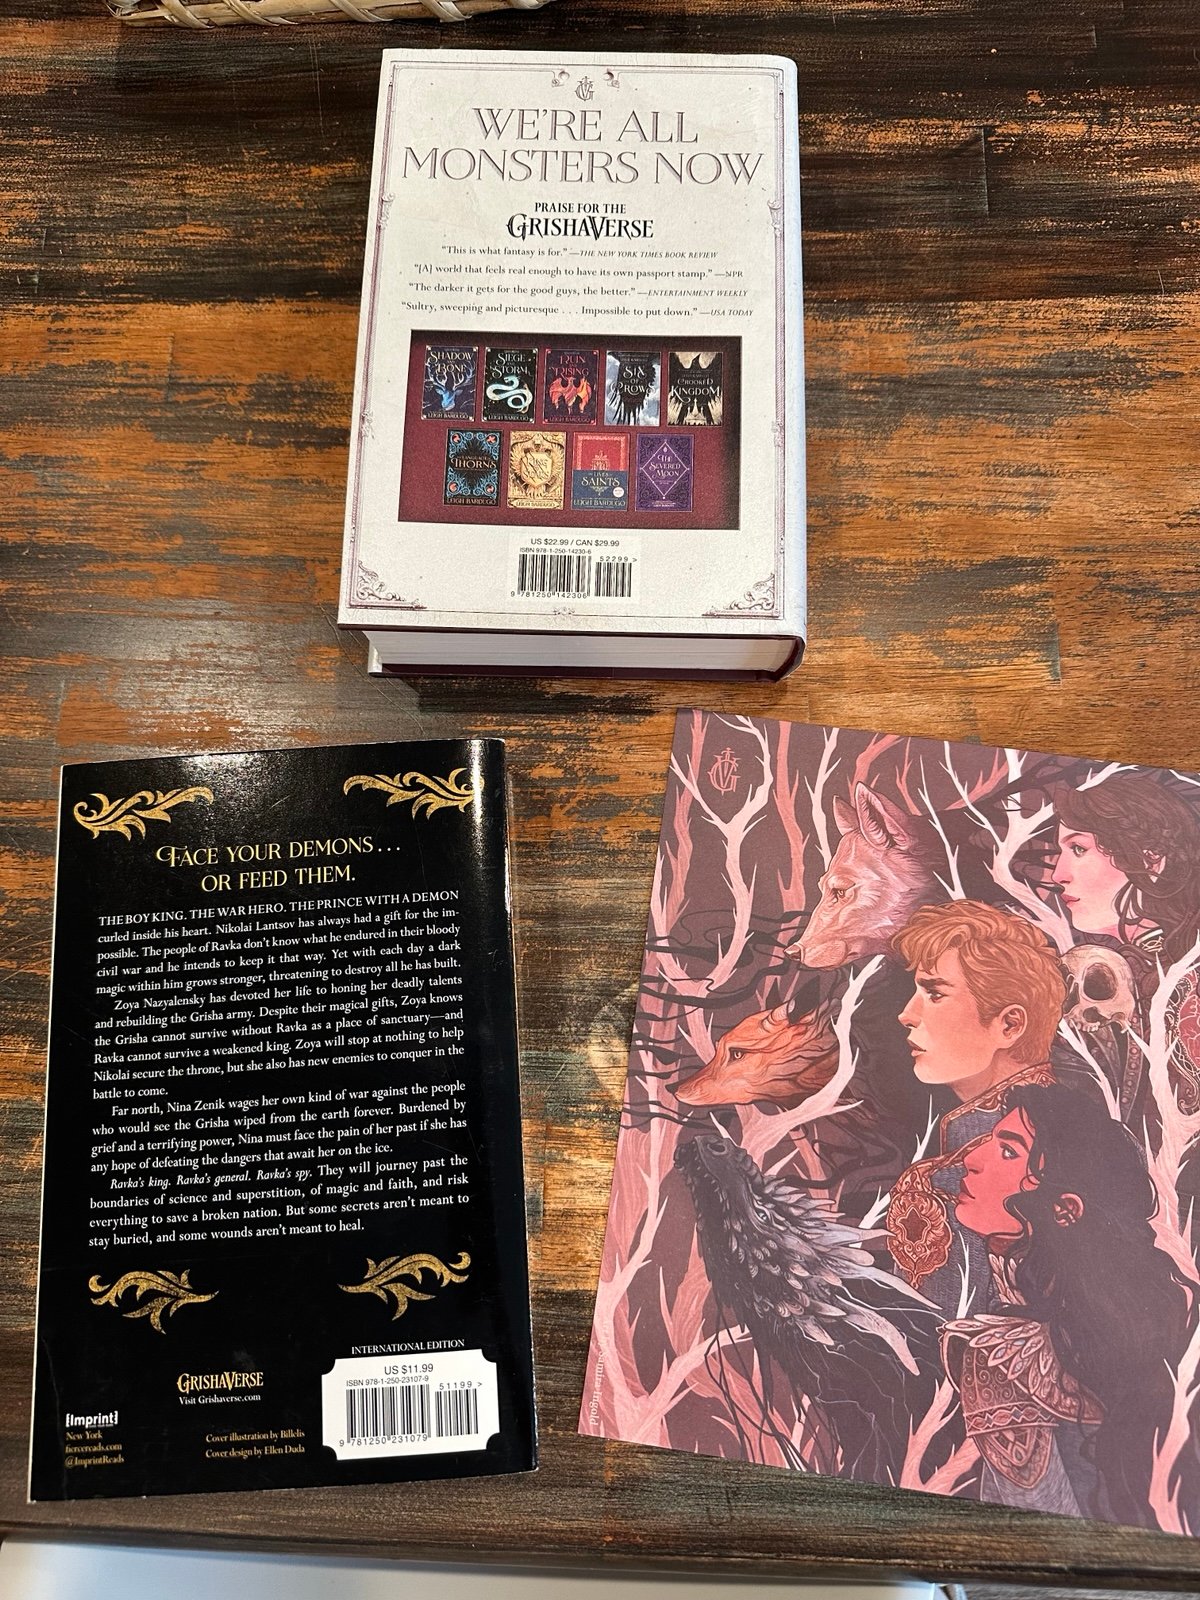 WE'RE ALL
MONSTERS NOW
PRAISE FOR THE
GRISHAVERSE
“This is what fantasy is for.” —THE NEW YORK TIMES BOOK REVIEW
“[A] world that feels real enough to have its own passport stamp.” —NPR
“The darker it gets for the good guys, the better.” —ENTERTAINMENT WEEKLY
“Sultry, sweeping and picturesque . . . Impossible to put down.” —USA TODAY
SHADOW
AND
BONE
LEIGH BARDUGO
SIEGE
AND
STORM
LEIGH BARDUGO
RUIN
AND
RISING
LEIGH BARDUGO
SIX
OF
CROWS
CROOKED
KINGDOM
THORNS
LEIGH BARDUGO
LEIGH BARDUGO
THE LIVES
OF
SAINTS
LEIGH BARDUGO
THE
SEVERED
MOON
US $22.99 / CAN $29.99
ISBN 978-1-250-14230-6
52299>
9 781250 142306
FACE YOUR DEMONS...
OR FEED THEM.
THE BOY KING. THE WAR HERO. THE PRINCE WITH A DEMON
curled inside his heart. Nikolai Lantsov has always had a gift for the im-
possible. The people of Ravka don't know what he endured in their bloody
civil war and he intends to keep it that way. Yet with each day a dark
magic within him grows stronger, threatening to destroy all he has built.
Zoya Nazyalensky has devoted her life to honing her deadly talents
and rebuilding the Grisha army. Despite their magical gifts, Zoya knows
the Grisha cannot survive without Ravka as a place of sanctuary—and
Ravka cannot survive a weakened king. Zoya will stop at nothing to help
Nikolai secure the throne, but she also has new enemies to conquer in the
battle to come.
Far north, Nina Zenik wages her own kind of war against the people
who would see the Grisha wiped from the earth forever. Burdened by
grief and a terrifying power, Nina must face the pain of her past if she has
any hope of defeating the dangers that await her on the ice.
Ravka's king. Ravka's general. Ravka's spy. They will journey past the
boundaries of science and superstition, of magic and faith, and risk
everything to save a broken nation. But some secrets aren't meant to
stay buried, and some wounds aren't meant to heal.
INTERNATIONAL EDITION
US $11.99
ISBN 978-1-250-23107-9
51199>
9 781250 231079
GRISHAVERSE
Visit Grishaverse.com
[Imprint]
New York
fiercereads.com
@ImprintReads
Cover illustration by Billelis
Cover design by Ellen Duda
Ingold